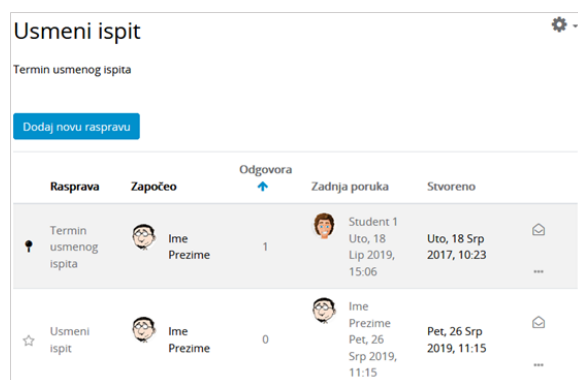 Usmeni ispit
Termin usmenog ispita
Dodaj novu raspravu
Odgovora
Rasprava Započeo Zadnja poruka Stvoreno
Termin
usmenog
ispita
Ime
Prezime
1
Student 1
Uto, 18
Lip 2019,
15:06
Uto, 18 Srp
2017, 10:23
Usmeni
ispit
Ime
Prezime
0
Ime
Prezime
Pet, 26
Srp 2019,
11:15
Pet, 26 Srp
2019, 11:15